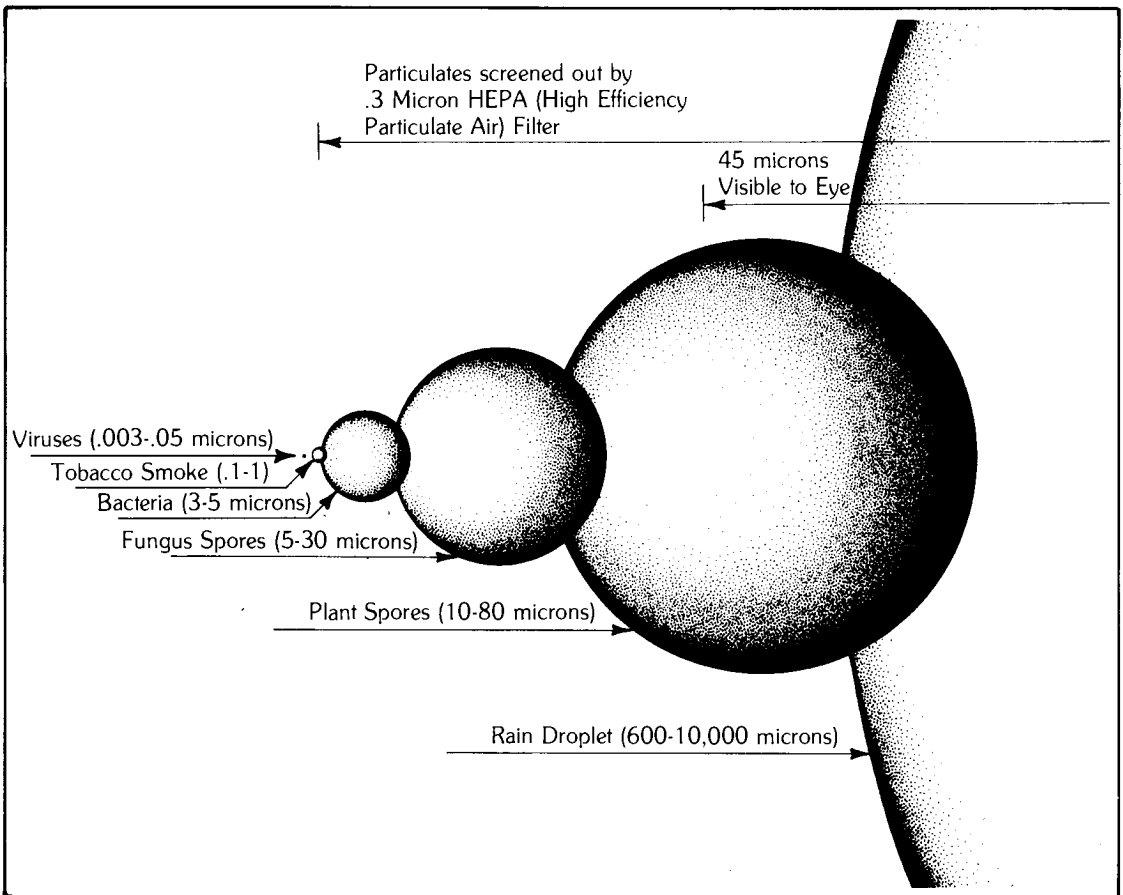 Particulates screened out by
.3 Micron HEPA (High Efficiency
Particulate Air) Filter
45 microns
Visible to Eye
Viruses (.003-.05 microns)
Tobacco Smoke (.1-1)
Bacteria (3-5 microns)
Fungus Spores (5-30 microns)
Plant Spores (10-80 microns)
Rain Droplet (600-10,000 microns)